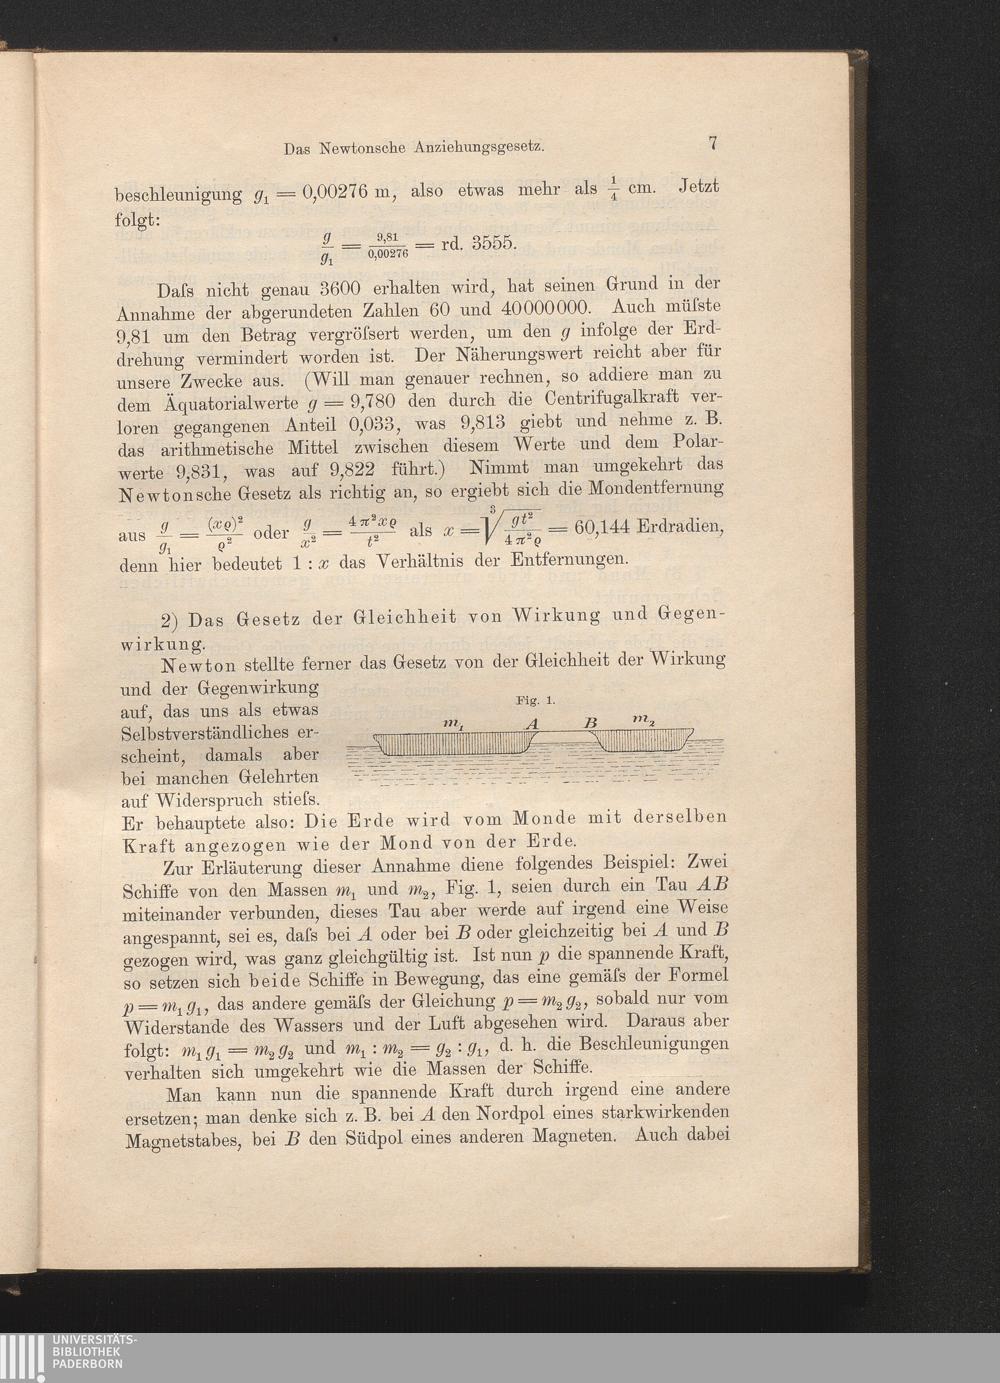 Das Newtonsche Anziehungsgesetz. 7
beschleunigung g₁ = 0,00276 m, also etwas mehr als 1/4 cm. Jetzt
folgt:
g/g₁ = 9,81/0,00276 = rd. 3555.
Daſs nicht genau 3600 erhalten wird, hat seinen Grund in der
Annahme der abgerundeten Zahlen 60 und 40000000. Auch müſste
9,81 um den Betrag vergröſsert werden, um den g infolge der Erd-
drehung vermindert worden ist. Der Näherungswert reicht aber für
unsere Zwecke aus. (Will man genauer rechnen, so addiere man zu
dem Äquatorialwerte g = 9,780 den durch die Centrifugalkraft ver-
loren gegangenen Anteil 0,033, was 9,813 giebt und nehme z. B.
das arithmetische Mittel zwischen diesem Werte und dem Polar-
werte 9,831, was auf 9,822 führt.) Nimmt man umgekehrt das
Newtonsche Gesetz als richtig an, so ergiebt sich die Mondentfernung
aus g/g₁ = (xϱ)²/ϱ² oder g/x² = 4π²xϱ/t² als x = ∛(gt²/4π²ϱ) = 60,144 Erdradien,
denn hier bedeutet 1 : x das Verhältnis der Entfernungen.
2) Das Gesetz der Gleichheit von Wirkung und Gegen-
wirkung.
Newton stellte ferner das Gesetz von der Gleichheit der Wirkung
und der Gegenwirkung
auf, das uns als etwas
Selbstverständliches er-
scheint, damals aber
bei manchen Gelehrten
auf Widerspruch stieſs.
Fig. 1.
m₁ A B m₂
Er behauptete also: Die Erde wird vom Monde mit derselben
Kraft angezogen wie der Mond von der Erde.
Zur Erläuterung dieser Annahme diene folgendes Beispiel: Zwei
Schiffe von den Massen m₁ und m₂, Fig. 1, seien durch ein Tau AB
miteinander verbunden, dieses Tau aber werde auf irgend eine Weise
angespannt, sei es, daſs bei A oder bei B oder gleichzeitig bei A und B
gezogen wird, was ganz gleichgültig ist. Ist nun p die spannende Kraft,
so setzen sich beide Schiffe in Bewegung, das eine gemäſs der Formel
p = m₁g₁, das andere gemäſs der Gleichung p = m₂g₂, sobald nur vom
Widerstande des Wassers und der Luft abgesehen wird. Daraus aber
folgt: m₁g₁ = m₂g₂ und m₁ : m₂ = g₂ : g₁, d. h. die Beschleunigungen
verhalten sich umgekehrt wie die Massen der Schiffe.
Man kann nun die spannende Kraft durch irgend eine andere
ersetzen; man denke sich z. B. bei A den Nordpol eines starkwirkenden
Magnetstabes, bei B den Südpol eines anderen Magneten. Auch dabei
UNIVERSITÄTS-
BIBLIOTHEK
PADERBORN